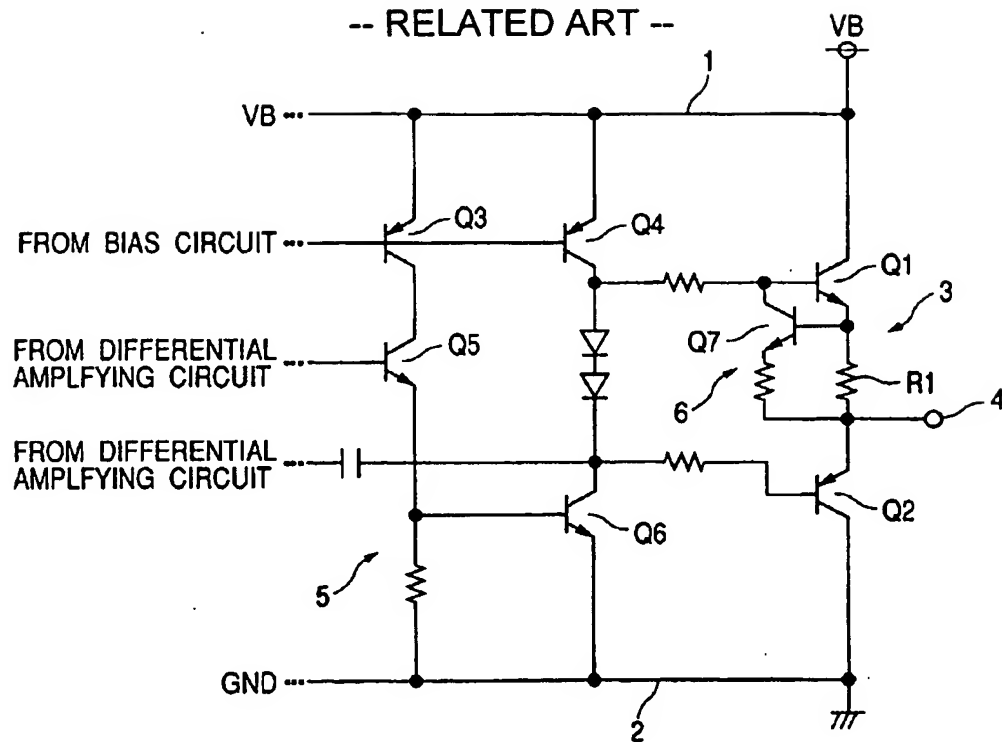 -- RELATED ART --
VB
1
VB ...
Q3
Q4
FROM BIAS CIRCUIT ...
Q1
3
Q7
FROM DIFFERENTIAL
AMPLFYING CIRCUIT ...
Q5
6
R1
4
FROM DIFFERENTIAL
AMPLFYING CIRCUIT ...
Q2
Q6
5
GND ...
2